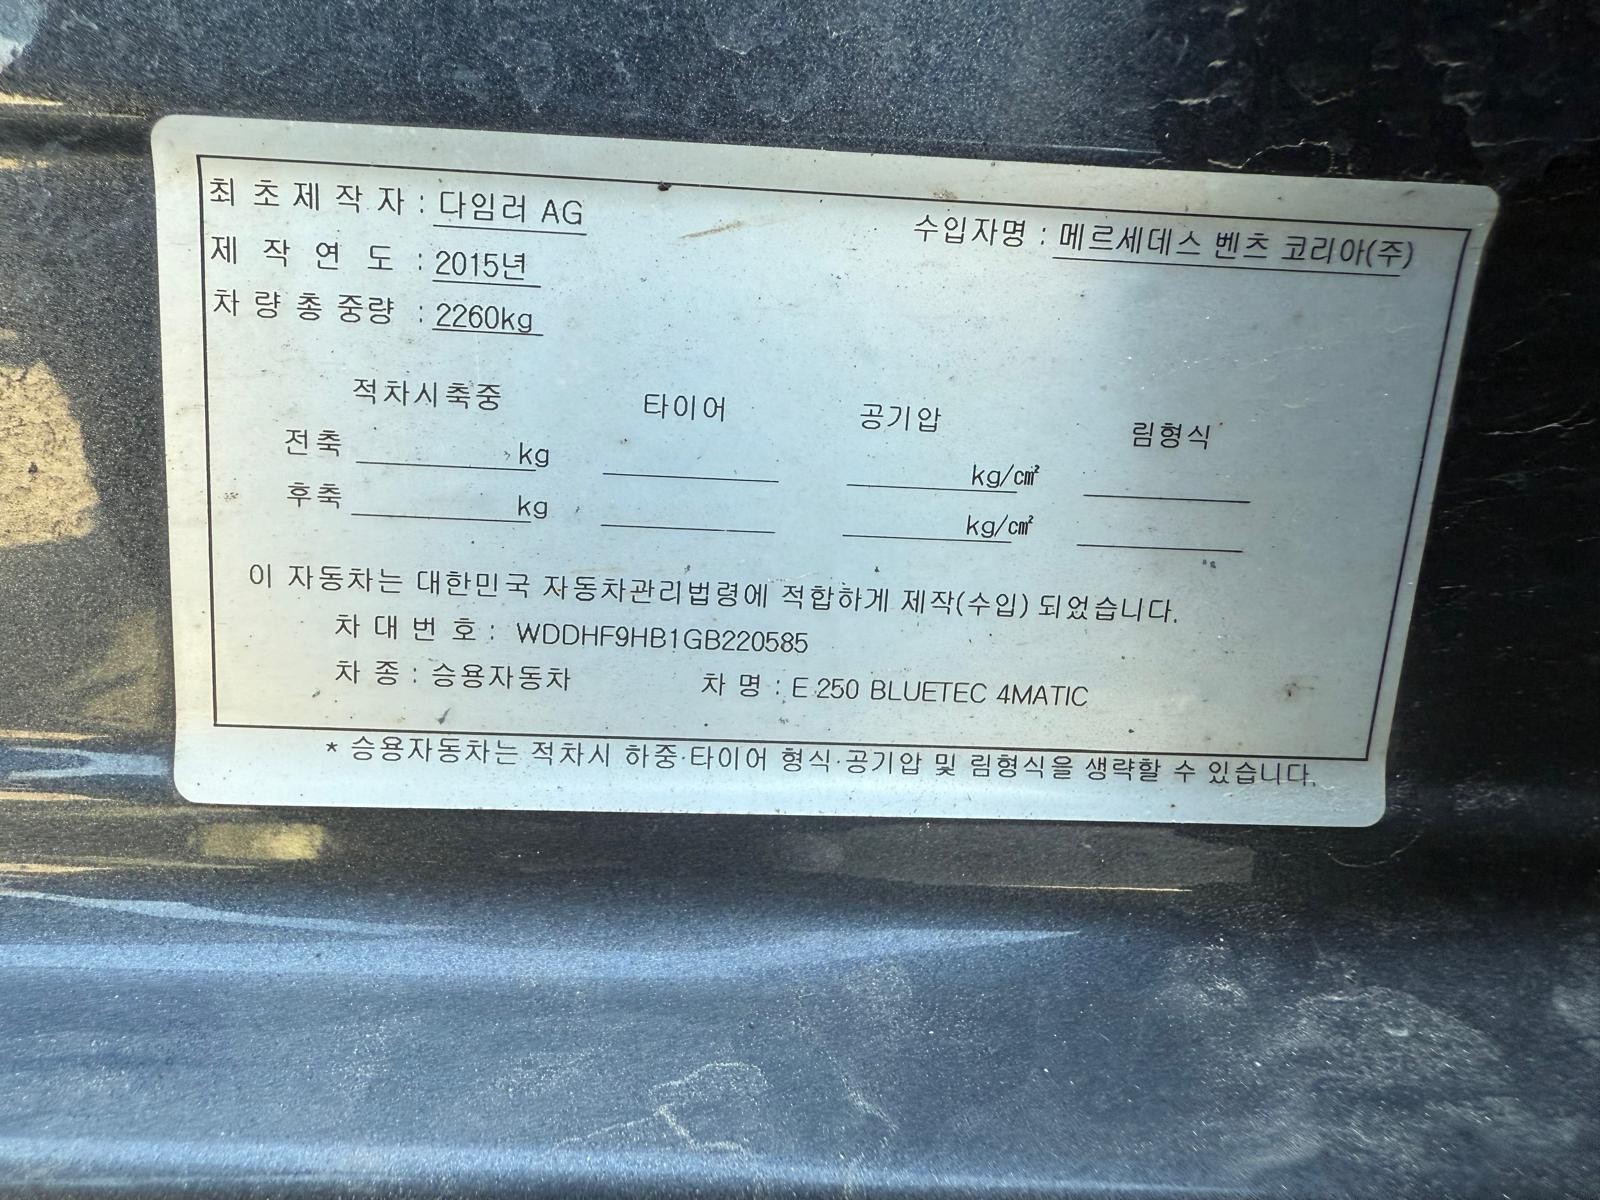 최초제작자 : 다임러 AG
수입자명 : 메르세데스 벤츠 코리아(주)
제작연도 : 2015년
차량총중량 : 2260kg
적차시축중 타이어 공기압 림형식
전축 kg kg/㎠
후축 kg kg/㎠
이 자동차는 대한민국 자동차관리법령에 적합하게 제작(수입) 되었습니다.
차대번호 : WDDHF9HB1GB220585
차종 : 승용자동차 차명 : E 250 BLUETEC 4MATIC
* 승용자동차는 적차시 하중·타이어 형식·공기압 및 림형식을 생략할 수 있습니다.